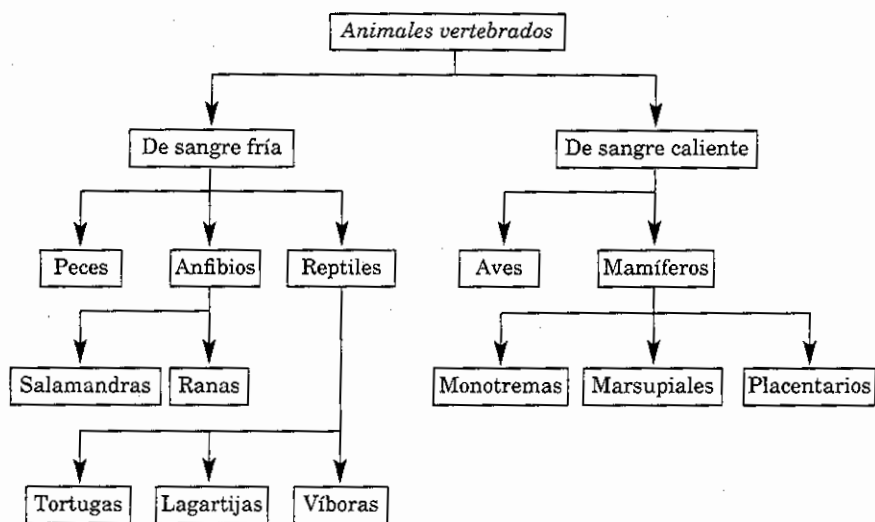 Animales vertebrados
De sangre fría
De sangre caliente
Peces
Anfibios
Reptiles
Aves
Mamíferos
Salamandras
Ranas
Monotremas
Marsupiales
Placentarios
Tortugas
Lagartijas
Víboras